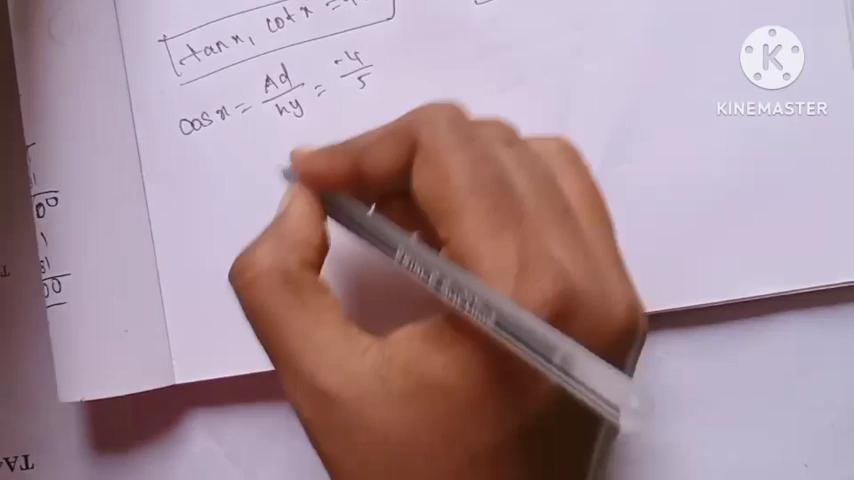 tan x, cot x =
cos x = Ad/hy = -4/5
KINEMASTER